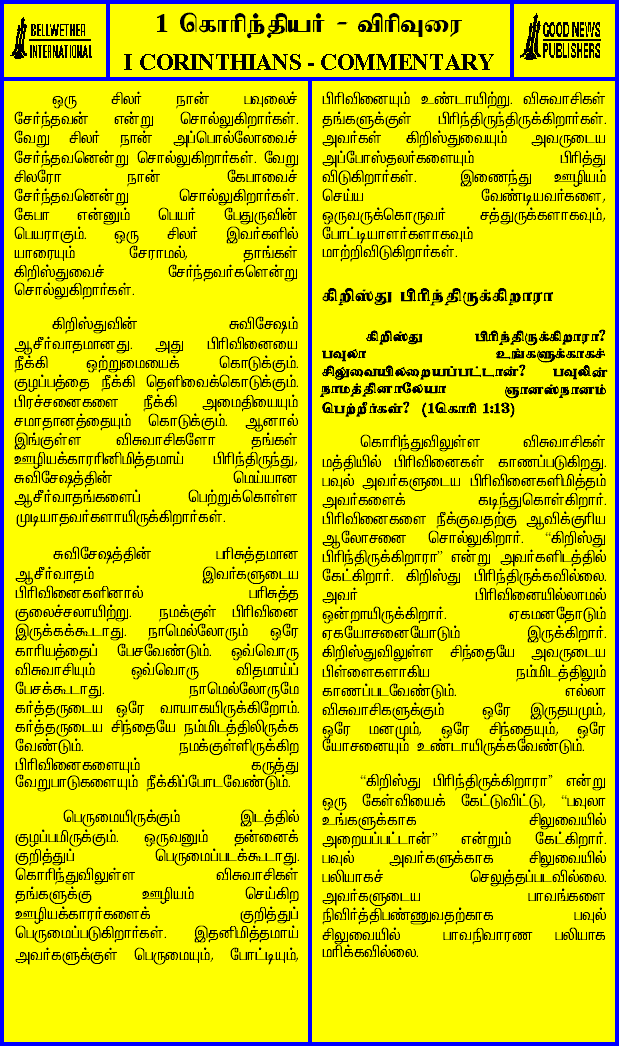 BELLWETHER
INTERNATIONAL
1 கொரிந்தியர் - விரிவுரை
I CORINTHIANS - COMMENTARY
GOOD NEWS
PUBLISHERS
ஒரு சிலர் நான் பவுலைச்
சேர்ந்தவன் என்று சொல்லுகிறார்கள்.
வேறு சிலர் நான் அப்பொல்லோவைச்
சேர்ந்தவனென்று சொல்லுகிறார்கள். வேறு
சிலரோ நான் கேபாவைச்
சேர்ந்தவனென்று சொல்லுகிறார்கள்.
கேபா என்னும் பெயர் பேதுருவின்
பெயராகும். ஒரு சிலர் இவர்களில்
யாரையும் சேராமல், தாங்கள்
கிறிஸ்துவைச் சேர்ந்தவர்களென்று
சொல்லுகிறார்கள்.
கிறிஸ்துவின் சுவிசேஷம்
ஆசீர்வாதமானது. அது பிரிவினையை
நீக்கி ஒற்றுமையைக் கொடுக்கும்.
குழப்பத்தை நீக்கி தெளிவைக்கொடுக்கும்.
பிரச்சனைகளை நீக்கி அமைதியையும்
சமாதானத்தையும் கொடுக்கும். ஆனால்
இங்குள்ள விசுவாசிகளோ தங்கள்
ஊழியக்காரரினிமித்தமாய் பிரிந்திருந்து,
சுவிசேஷத்தின் மெய்யான
ஆசீர்வாதங்களைப் பெற்றுக்கொள்ள
முடியாதவர்களாயிருக்கிறார்கள்.
சுவிசேஷத்தின் பரிசுத்தமான
ஆசீர்வாதம் இவர்களுடைய
பிரிவினைகளினால் பரிசுத்த
குலைச்சலாயிற்று. நமக்குள் பிரிவினை
இருக்கக்கூடாது. நாமெல்லோரும் ஒரே
காரியத்தைப் பேசவேண்டும். ஒவ்வொரு
விசுவாசியும் ஒவ்வொரு விதமாய்ப்
பேசக்கூடாது. நாமெல்லோருமே
கர்த்தருடைய ஒரே வாயாகயிருக்கிறோம்.
கர்த்தருடைய சிந்தையே நம்மிடத்திலிருக்க
வேண்டும். நமக்குள்ளிருக்கிற
பிரிவினைகளையும் கருத்து
வேறுபாடுகளையும் நீக்கிப்போடவேண்டும்.
பெருமையிருக்கும் இடத்தில்
குழப்பமிருக்கும். ஒருவனும் தன்னைக்
குறித்துப் பெருமைப்படக்கூடாது.
கொரிந்துவிலுள்ள விசுவாசிகள்
தங்களுக்கு ஊழியம் செய்கிற
ஊழியக்காரர்களைக் குறித்துப்
பெருமைப்படுகிறார்கள். இதனிமித்தமாய்
அவர்களுக்குள் பெருமையும், போட்டியும்,
பிரிவினையும் உண்டாயிற்று. விசுவாசிகள்
தங்களுக்குள் பிரிந்திருந்திருக்கிறார்கள்.
அவர்கள் கிறிஸ்துவையும் அவருடைய
அப்போஸ்தலர்களையும் பிரித்து
விடுகிறார்கள். இணைந்து ஊழியம்
செய்ய வேண்டியவர்களை,
ஒருவருக்கொருவர் சத்துருக்களாகவும்,
போட்டியாளர்களாகவும்
மாற்றிவிடுகிறார்கள்.
கிறிஸ்து பிரிந்திருக்கிறாரா
கிறிஸ்து பிரிந்திருக்கிறாரா?
பவுலா உங்களுக்காகச்
சிலுவையிலறையப்பட்டான்? பவுலின்
நாமத்தினாலேயா ஞானஸ்நானம்
பெற்றீர்கள்? (1கொரி 1:13)
கொரிந்துவிலுள்ள விசுவாசிகள்
மத்தியில் பிரிவினைகள் காணப்படுகிறது.
பவுல் அவர்களுடைய பிரிவினைகளிமித்தம்
அவர்களைக் கடிந்துகொள்கிறார்.
பிரிவினைகளை நீக்குவதற்கு ஆவிக்குரிய
ஆலோசனை சொல்லுகிறார். “கிறிஸ்து
பிரிந்திருக்கிறாரா” என்று அவர்களிடத்தில்
கேட்கிறார். கிறிஸ்து பிரிந்திருக்கவில்லை.
அவர் பிரிவினையில்லாமல்
ஒன்றாயிருக்கிறார். ஏகமனதோடும்
ஏகயோசனையோடும் இருக்கிறார்.
கிறிஸ்துவிலுள்ள சிந்தையே அவருடைய
பிள்ளைகளாகிய நம்மிடத்திலும்
காணப்படவேண்டும். எல்லா
விசுவாசிகளுக்கும் ஒரே இருதயமும்,
ஒரே மனமும், ஒரே சிந்தையும், ஒரே
யோசனையும் உண்டாயிருக்கவேண்டும்.
“கிறிஸ்து பிரிந்திருக்கிறாரா” என்று
ஒரு கேள்வியைக் கேட்டுவிட்டு, “பவுலா
உங்களுக்காக சிலுவையில்
அறையப்பட்டான்” என்றும் கேட்கிறார்.
பவுல் அவர்களுக்காக சிலுவையில்
பலியாகச் செலுத்தப்படவில்லை.
அவர்களுடைய பாவங்களை
நிவிர்த்திபண்ணுவதற்காக பவுல்
சிலுவையில் பாவநிவாரண பலியாக
மரிக்கவில்லை.